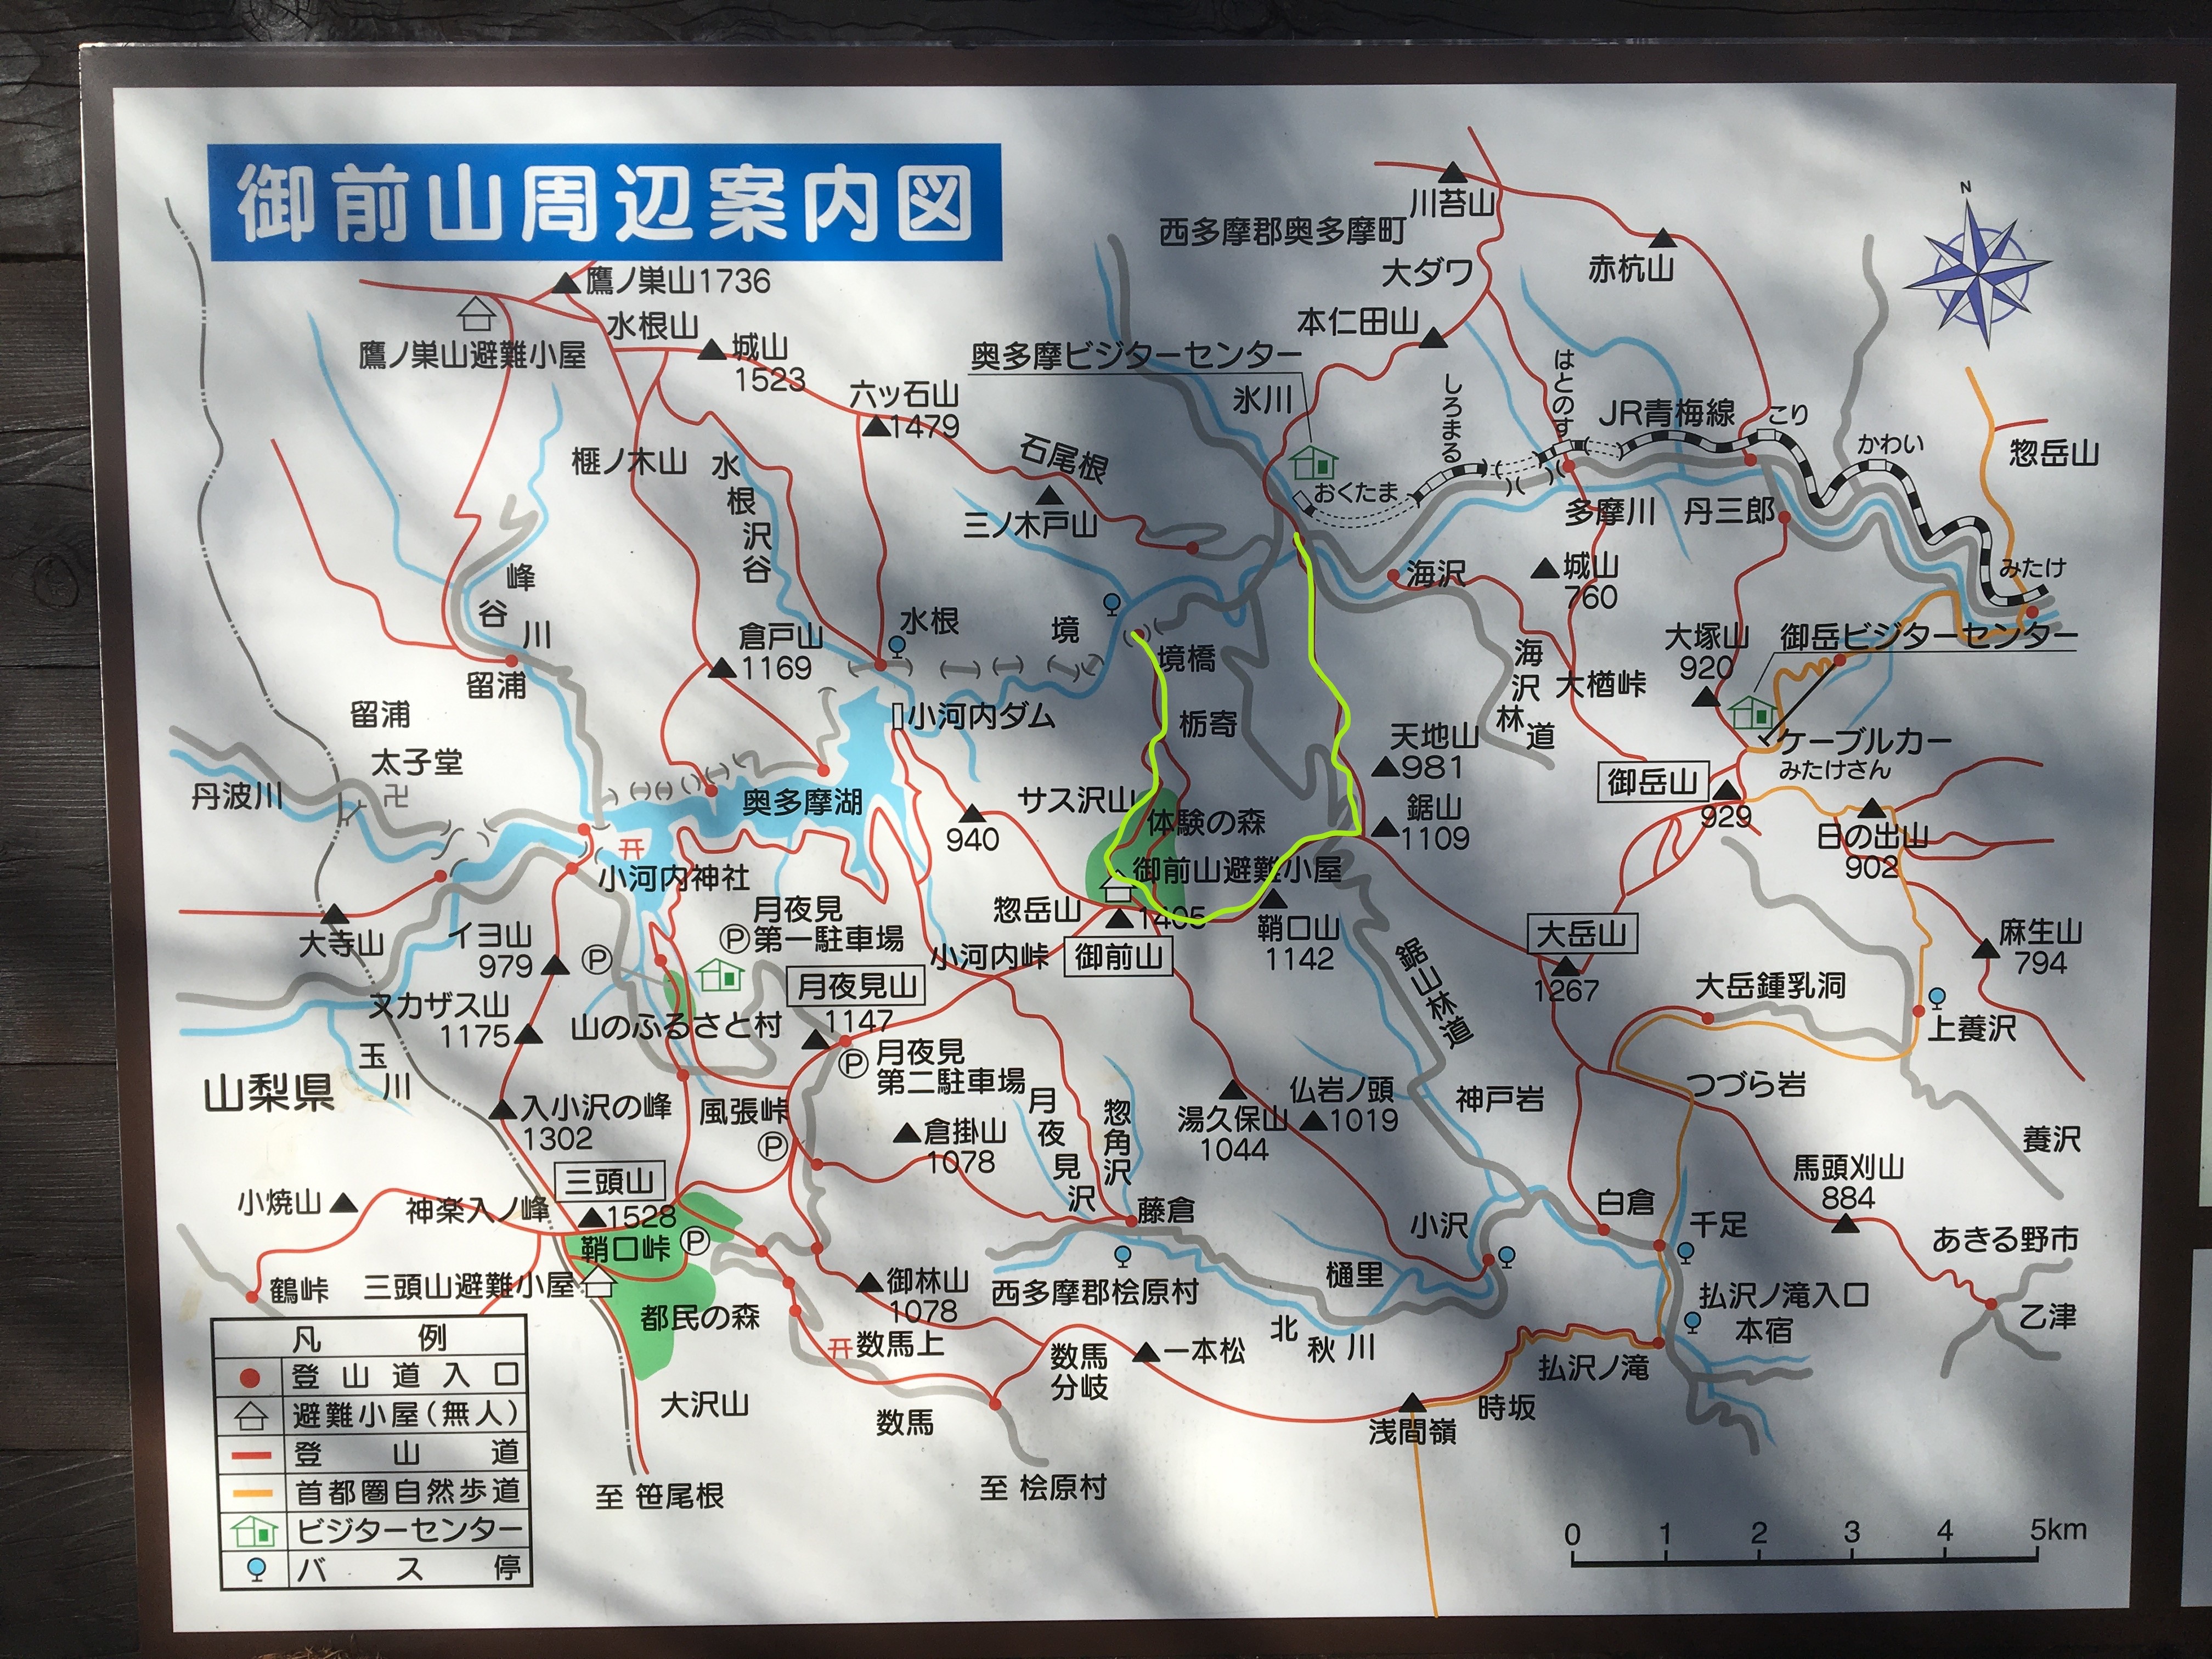 御前山周辺案内図
N
川苔山
西多摩郡奥多摩町
大ダワ
赤杭山
鷹ノ巣山1736
水根山
本仁田山
城山
1523
奥多摩ビジターセンター
鷹ノ巣山避難小屋
六ッ石山
1479
氷川
しろまる
はとのす
JR青梅線
こり
かわい
惣岳山
石尾根
榧ノ木山
水根沢谷
おくたま
三ノ木戸山
多摩川
丹三郎
みたけ
峰谷川
海沢
城山
760
水根
境
倉戸山
1169
境橋
海沢林道
大楢峠
大塚山
920
御岳ビジターセンター
留浦
留浦
小河内ダム
栃寄
天地山
981
ケーブルカー
みたけさん
太子堂
丹波川
奥多摩湖
サス沢山
940
体験の森
鋸山
1109
御岳山
929
日の出山
902
小河内神社
御前山避難小屋
大寺山
月夜見
第一駐車場
P
惣岳山
1405
御前山
鞘口山
1142
大岳山
1267
麻生山
794
イヨ山
979
P
小河内峠
鋸山林道
大岳鍾乳洞
月夜見山
1147
ヌカザス山
1175
山のふるさと村
上養沢
玉川
山梨県
P
月夜見
第二駐車場
月夜見沢
惣角沢
湯久保山
1044
仏岩ノ頭
1019
神戸岩
つづら岩
入小沢の峰
1302
風張峠
P
倉掛山
1078
養沢
馬頭刈山
884
三頭山
1528
小焼山
神楽入ノ峰
鞘口峠
P
藤倉
小沢
白倉
千足
あきる野市
鶴峠
三頭山避難小屋
都民の森
御林山
1078
西多摩郡桧原村
樋里
払沢ノ滝入口
本宿
乙津
北秋川
数馬上
数馬
分岐
一本松
払沢ノ滝
大沢山
数馬
浅間嶺
時坂
至 笹尾根
至 桧原村
凡例
登山道入口
避難小屋(無人)
登山道
首都圏自然歩道
ビジターセンター
バス停
0 1 2 3 4 5km